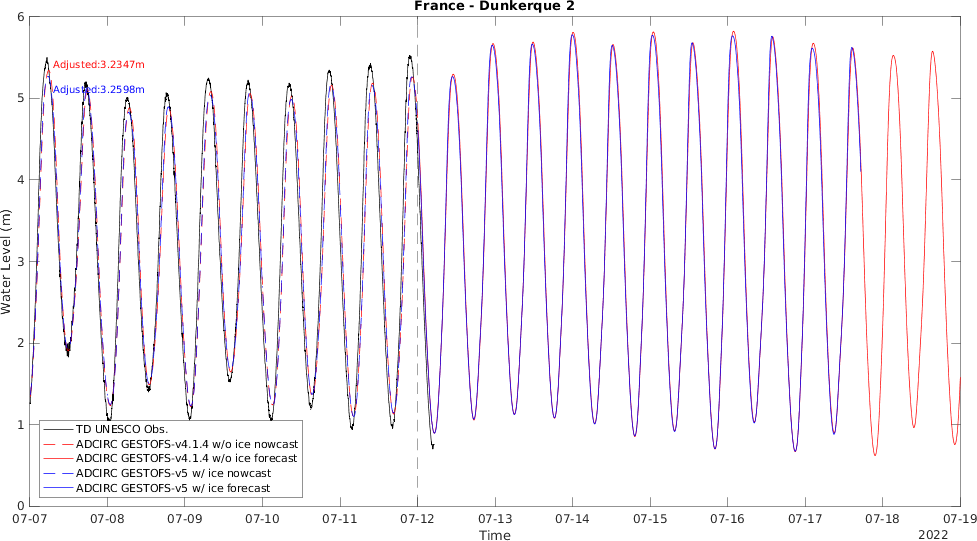 France - Dunkerque 2
Water Level (m)
6
5
4
3
2
1
0
Adjusted:3.2347m
Adjusted:3.2598m
TD UNESCO Obs.
ADCIRC GESTOFS-v4.1.4 w/o ice nowcast
ADCIRC GESTOFS-v4.1.4 w/o ice forecast
ADCIRC GESTOFS-v5 w/ ice nowcast
ADCIRC GESTOFS-v5 w/ ice forecast
07-07 07-08 07-09 07-10 07-11 07-12 07-13 07-14 07-15 07-16 07-17 07-18 07-19
Time
2022